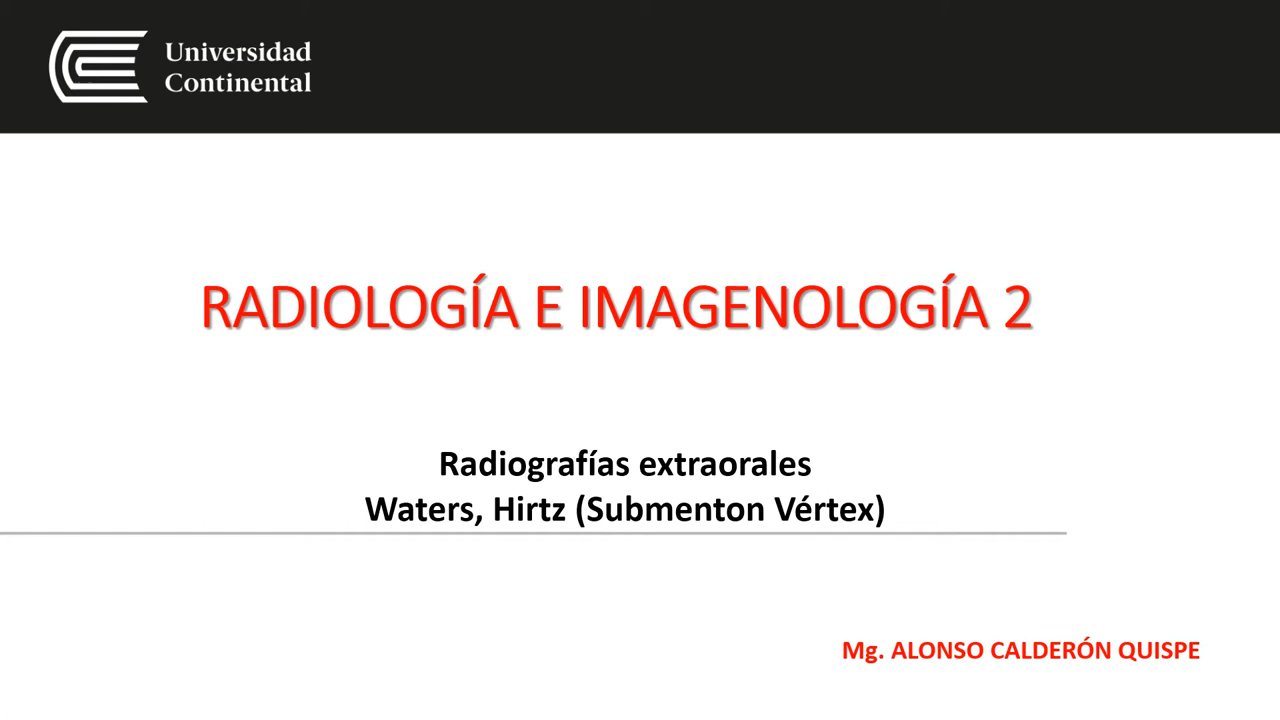 Universidad
Continental
RADIOLOGÍA E IMAGENOLOGÍA 2
Radiografías extraorales
Waters, Hirtz (Submenton Vértex)
Mg. ALONSO CALDERÓN QUISPE